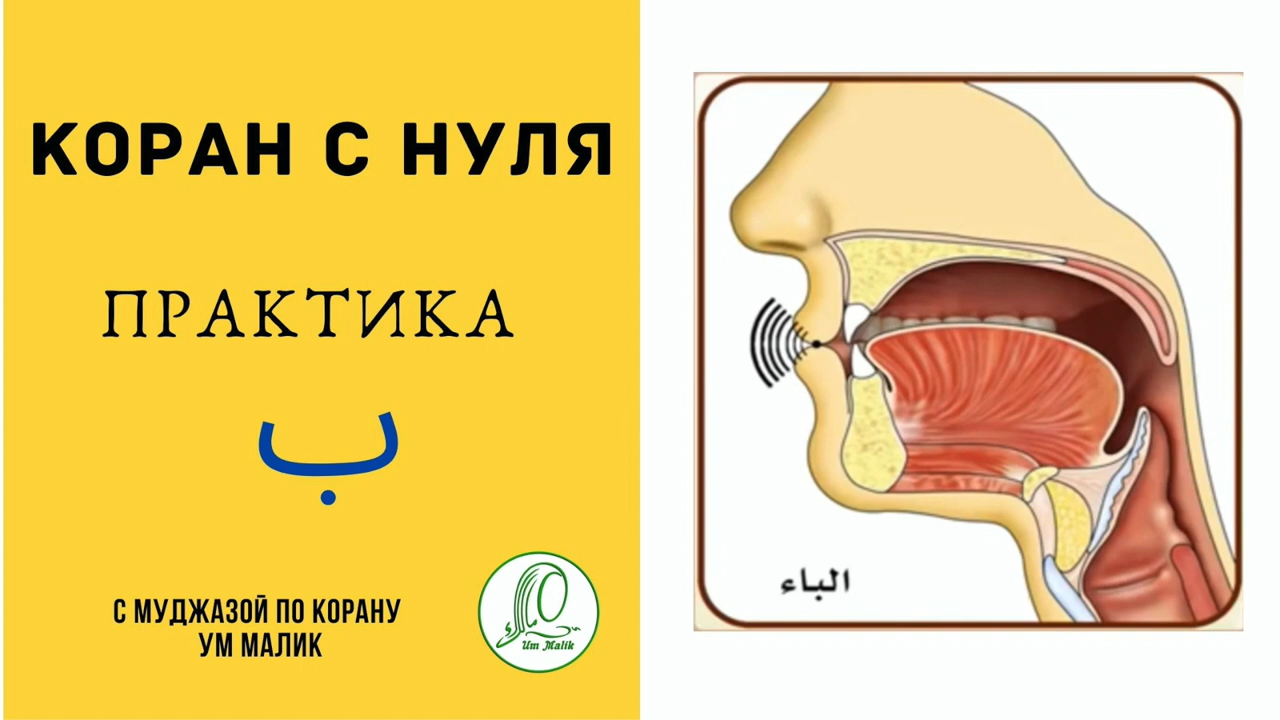 КОРАН С НУЛЯ
ПРАКТИКА
ب
С МУДЖАЗОЙ ПО КОРАНУ
УМ МАЛИК
Um Malik
الباء